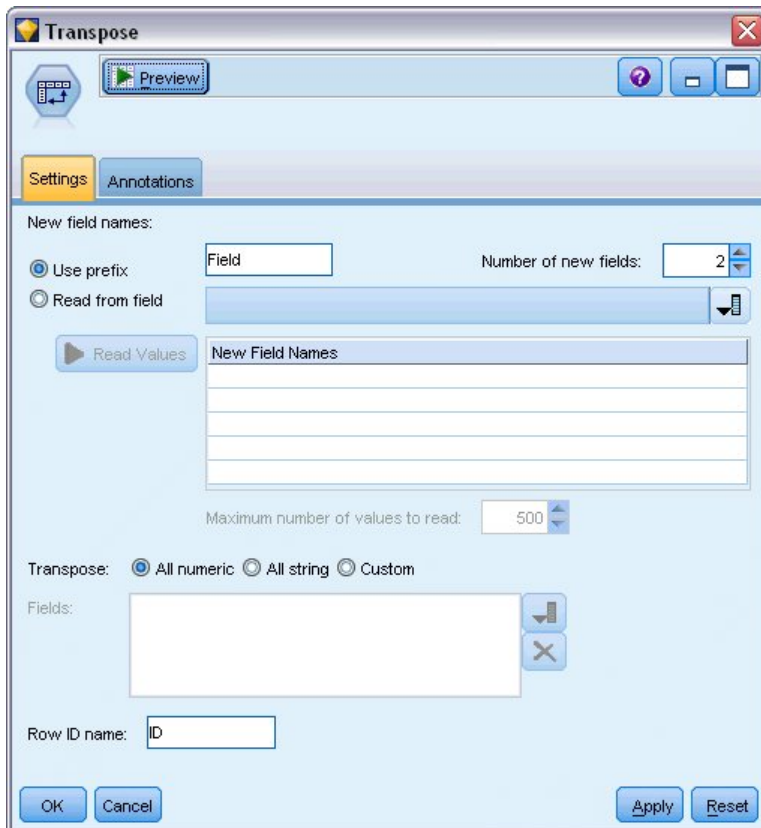 Transpose
Preview
Settings Annotations
New field names:
Use prefix Field Number of new fields: 2
Read from field
Read Values New Field Names
Maximum number of values to read: 500
Transpose: All numeric All string Custom
Fields:
Row ID name: ID
OK Cancel Apply Reset